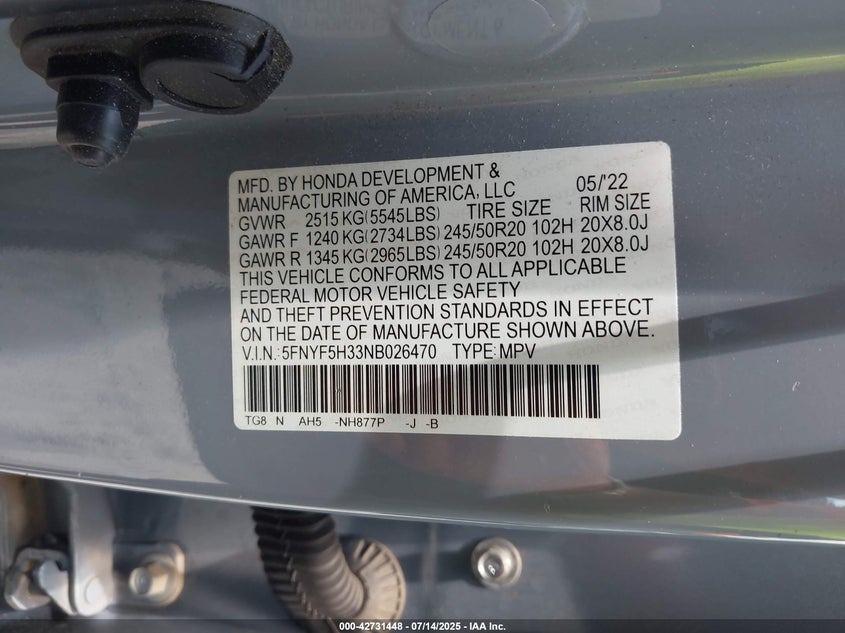 MFD. BY HONDA DEVELOPMENT &
MANUFACTURING OF AMERICA, LLC 05/'22
GVWR 2515 KG(5545LBS) TIRE SIZE RIM SIZE
GAWR F 1240 KG(2734LBS) 245/50R20 102H 20X8.0J
GAWR R 1345 KG(2965LBS) 245/50R20 102H 20X8.0J
THIS VEHICLE CONFORMS TO ALL APPLICABLE
FEDERAL MOTOR VEHICLE SAFETY
AND THEFT PREVENTION STANDARDS IN EFFECT
ON THE DATE OF MANUFACTURE SHOWN ABOVE.
V.I.N.: 5FNYF5H33NB026470 TYPE: MPV
TG8 N AH5 -NH877P -J -B
000-42731448 - 07/14/2025 - IAA Inc.